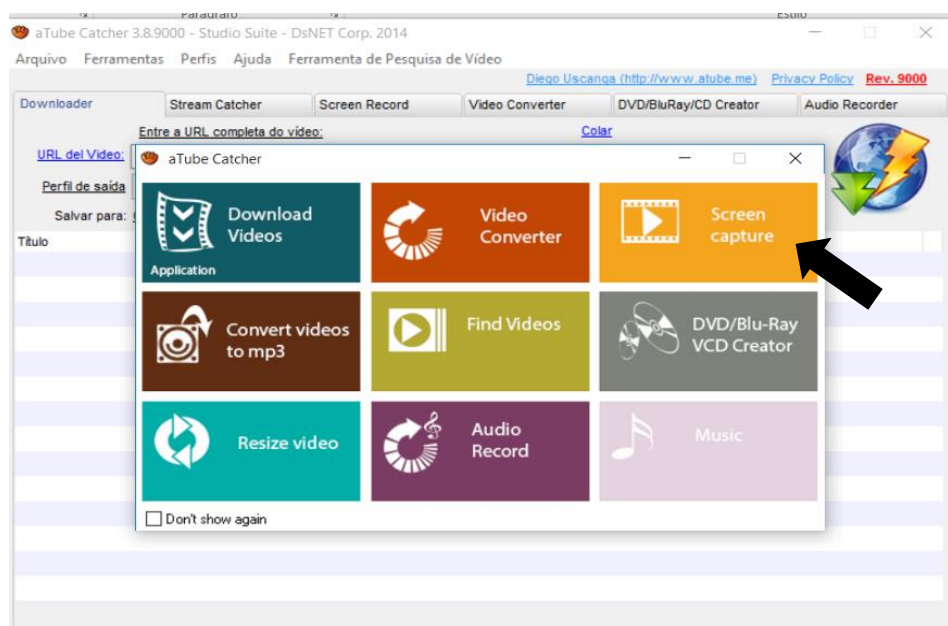 Parágrafo
Estilo
aTube Catcher 3.8.9000 - Studio Suite - DsNET Corp. 2014
Arquivo Ferramentas Perfis Ajuda Ferramenta de Pesquisa de Vídeo
Diego Uscanga (http://www.atube.me) Privacy Policy Rev. 9000
Downloader Stream Catcher Screen Record Video Converter DVD/BluRay/CD Creator Audio Recorder
Entre a URL completa do vídeo: Colar
URL del Video:
Perfil de saída
Salvar para:
Título
aTube Catcher
Download
Videos
Application
Video
Converter
Screen
capture
Convert videos
to mp3
Find Videos
DVD/Blu-Ray
VCD Creator
Resize video
Audio
Record
Music
Don't show again